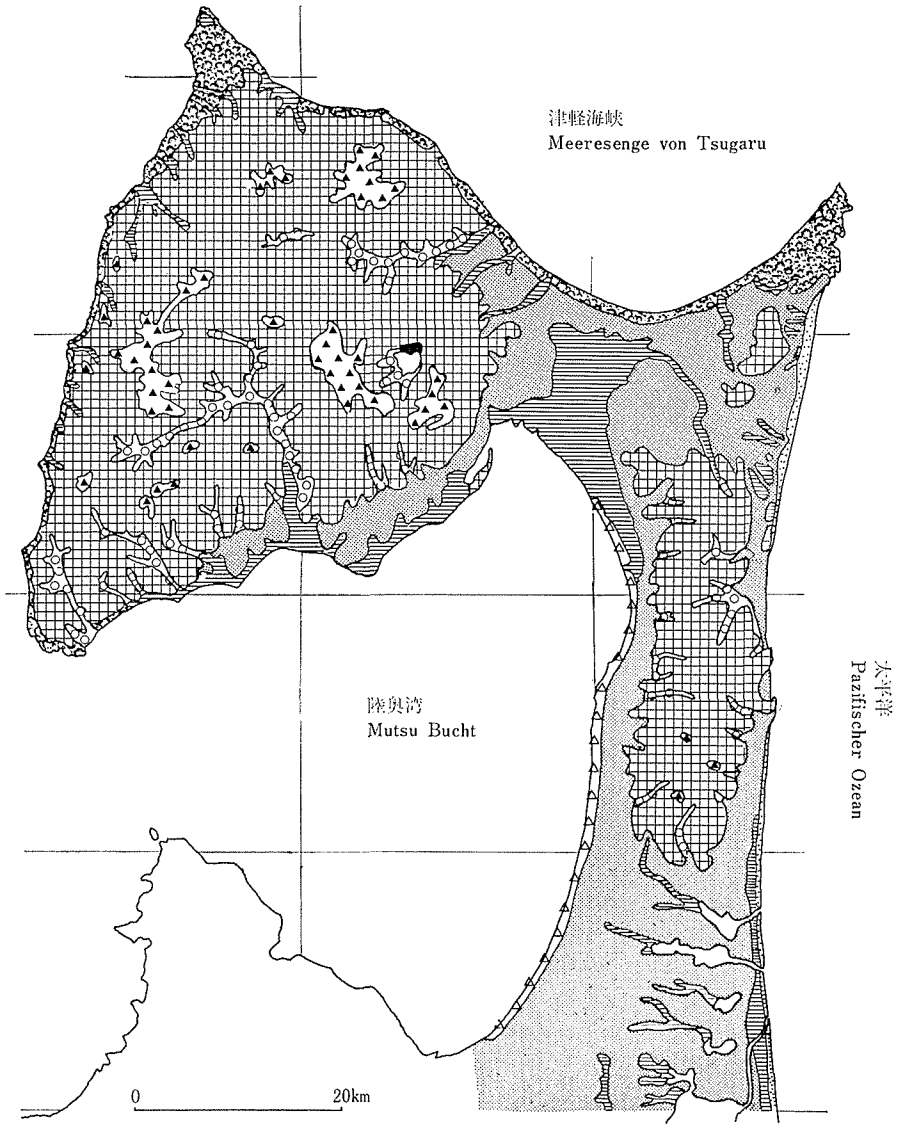 津軽海峡
Meeresenge von Tsugaru
陸奥湾
Mutsu Bucht
太平洋
Pazifischer Ozean
0 20km